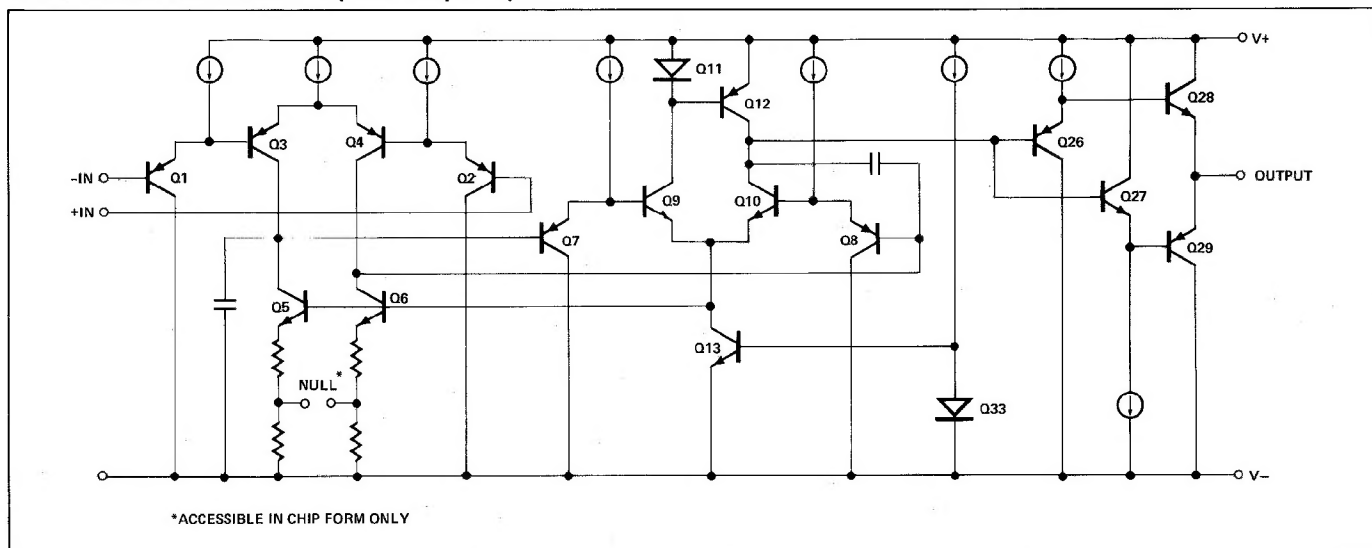 V+
Q11
Q12
Q28
Q3
Q4
Q26
Q1
Q2
-IN
+IN
Q9
Q10
Q27
OUTPUT
Q7
Q8
Q29
Q5
Q6
Q13
NULL*
Q33
V-
*ACCESSIBLE IN CHIP FORM ONLY